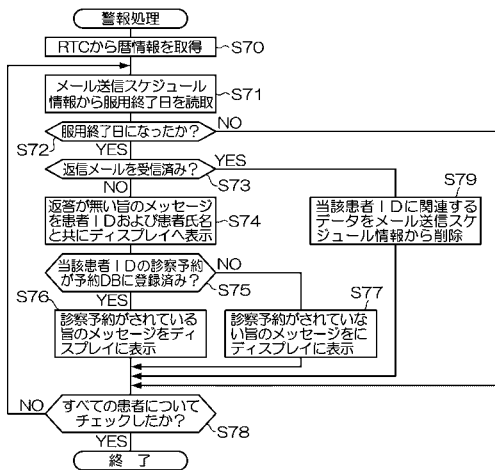 警報処理
RTCから暦情報を取得
S70
メール送信スケジュール
情報から服用終了日を読取
S71
服用終了日になったか?
NO
S72
YES
返信メールを受信済み?
YES
S73
NO
返答が無い旨のメッセージ
を患者IDおよび患者氏名
と共にディスプレイへ表示
S74
S79
当該患者IDに関連する
データをメール送信スケ
ジュール情報から削除
当該患者IDの診察予約
が予約DBに登録済み?
NO
S75
S76
YES
S77
診察予約がされている
旨のメッセージをディ
スプレイに表示
診察予約がされていな
い旨のメッセージをに
ディスプレイに表示
NO
すべての患者について
チェックしたか?
S78
YES
終 了